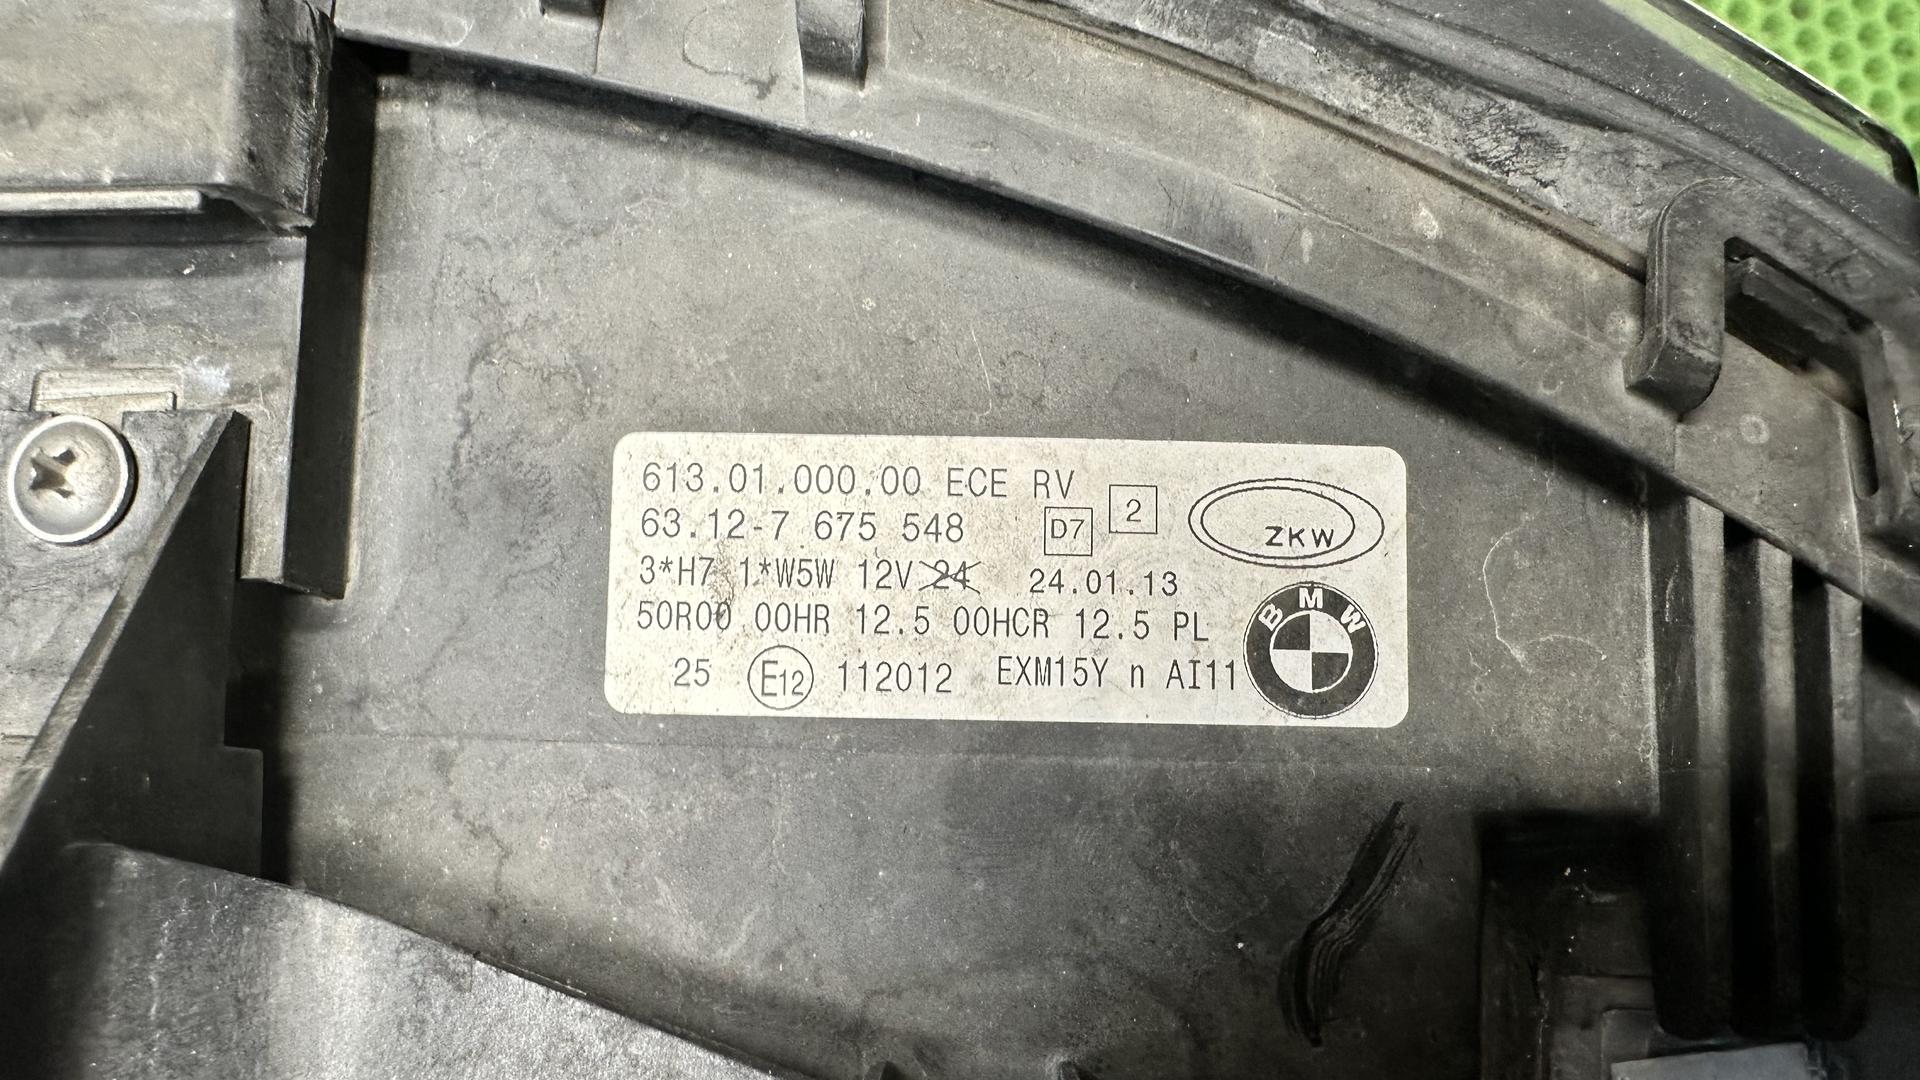 613.01.000.00 ECE RV
63.12-7 675 548 D7 2
ZKW
3*H7 1*W5W 12V 24 24.01.13
50R00 00HR 12.5 00HCR 12.5 PL
BMW
25 E12 112012 EXM15Y n AI11